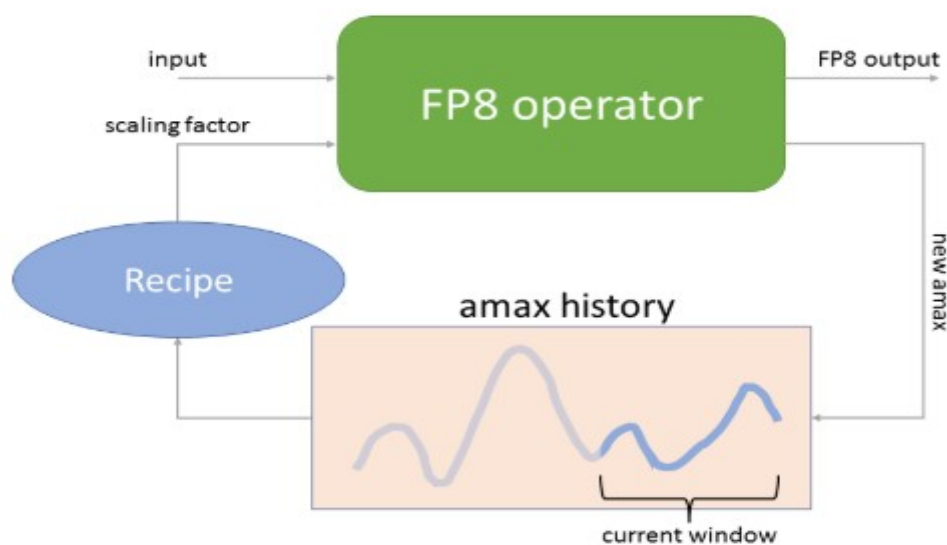 input
FP8 output
FP8 operator
scaling factor
Recipe
new amax
amax history
current window